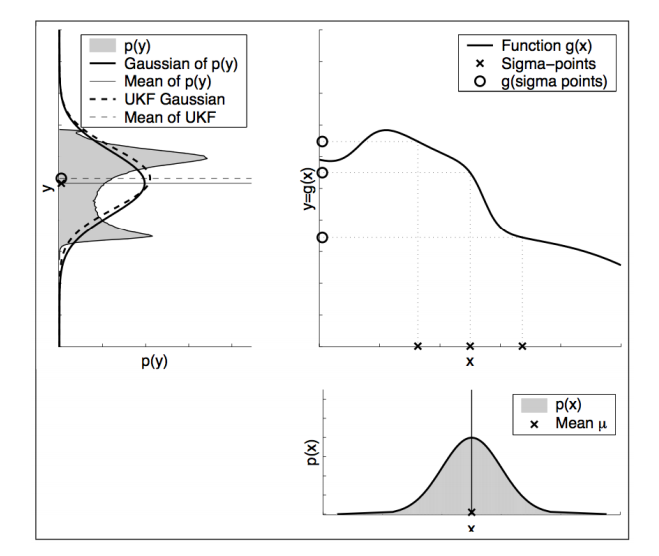 p(y)
Gaussian of p(y)
Mean of p(y)
UKF Gaussian
Mean of UKF
y
p(y)
Function g(x)
Sigma-points
g(sigma points)
y=g(x)
x
p(x)
Mean μ
p(x)
x